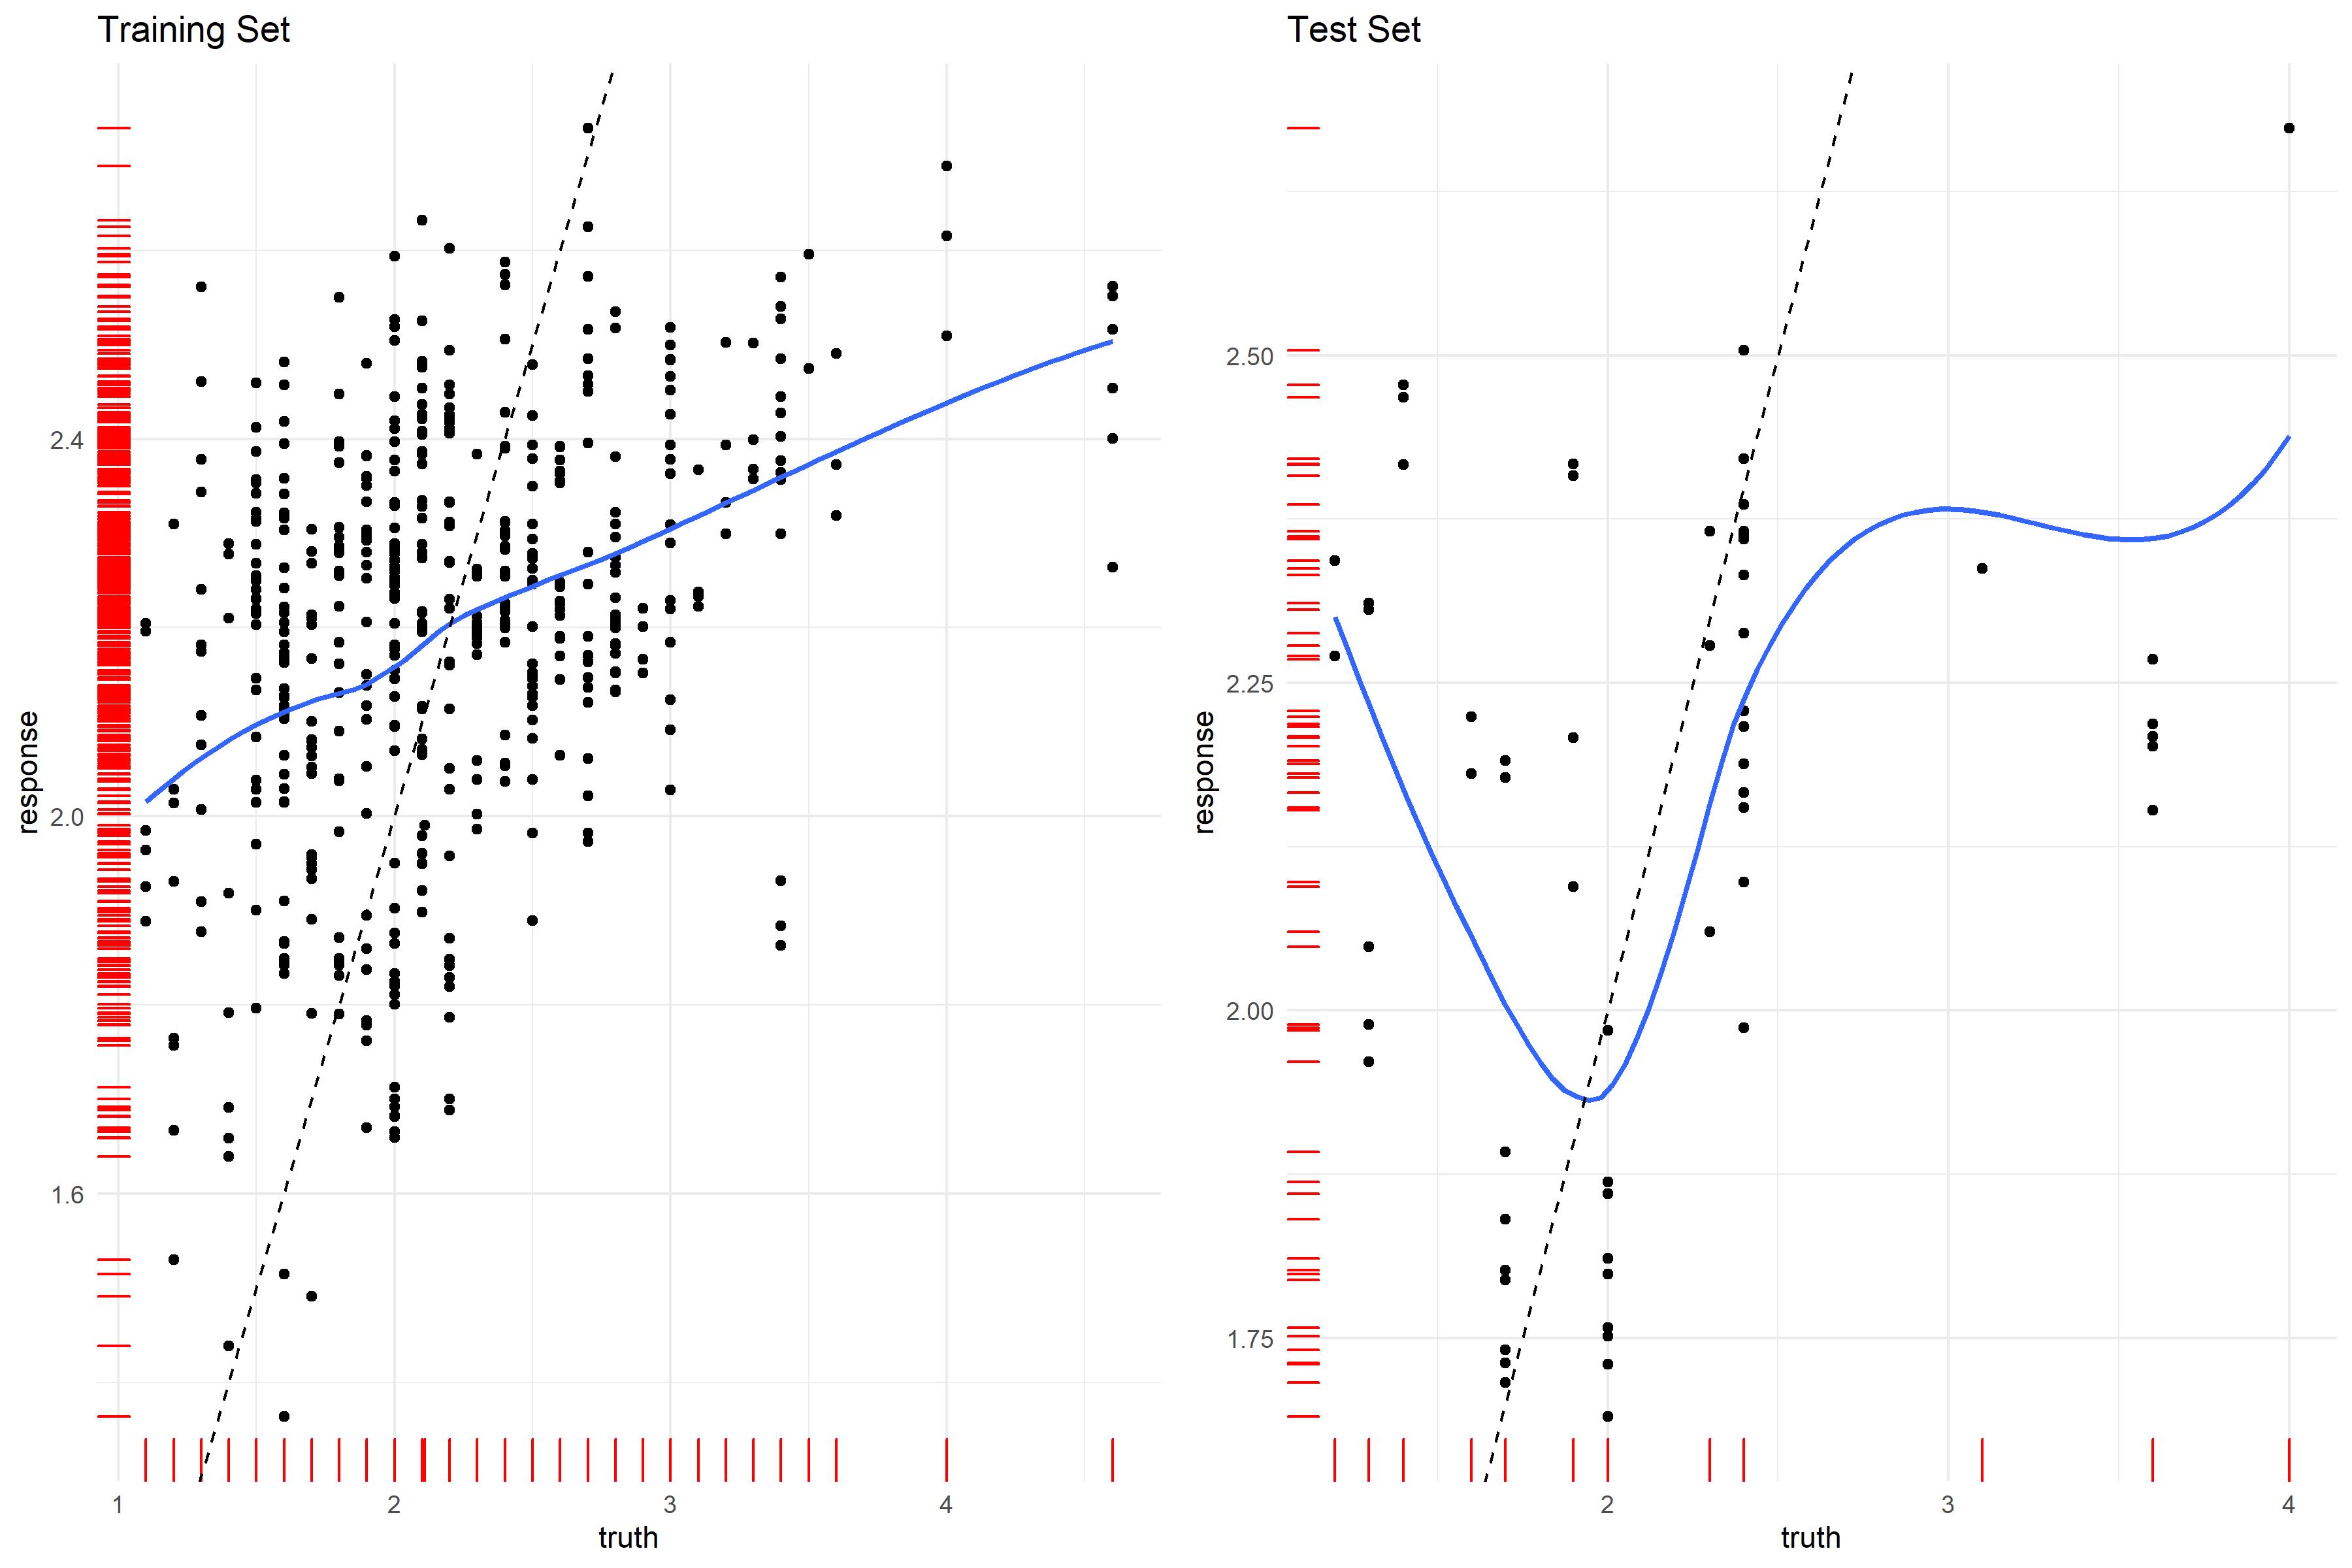 Training Set
response
2.4
2.0
1.6
1
2
3
4
truth
Test Set
response
2.50
2.25
2.00
1.75
2
3
4
truth